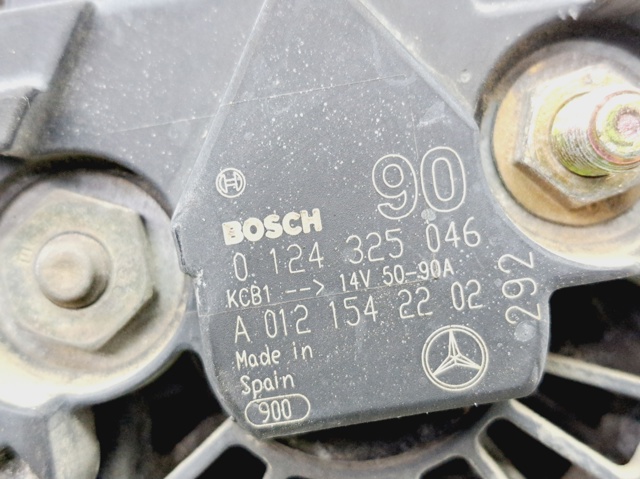 90
BOSCH
0 124 325 046
KCB1 --> 14V 50-90A
A 012 154 22 02
292
Made in
Spain
900